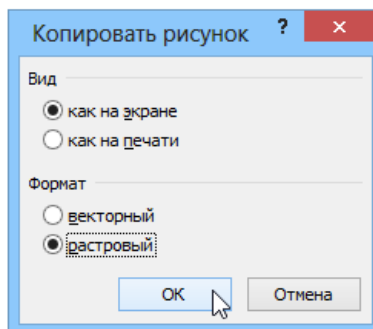 Копировать рисунок ? ×
Вид
как на экране
как на печати
Формат
векторный
растровый
ОК Отмена